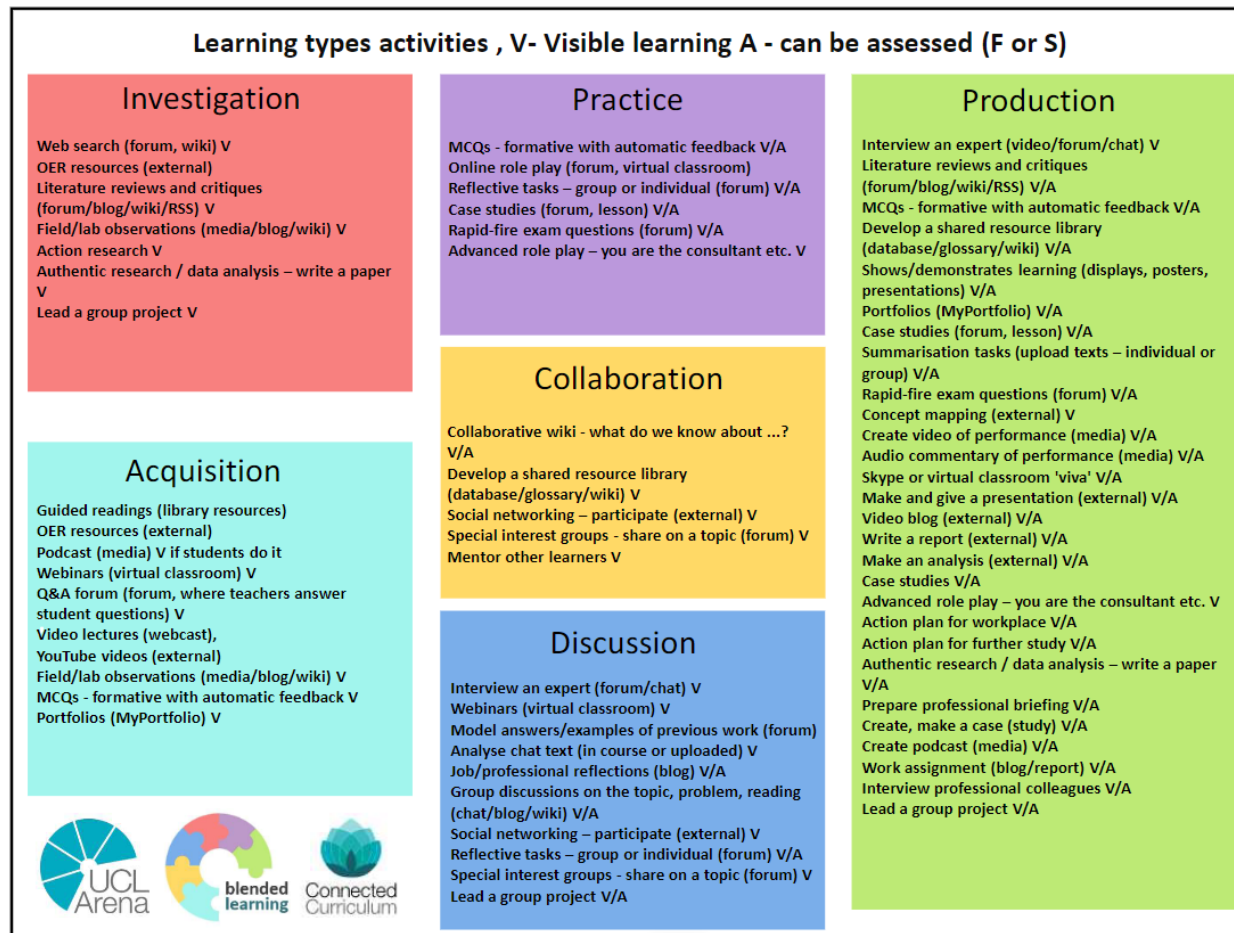 Learning types activities , V- Visible learning A - can be assessed (F or S)
Investigation
Web search (forum, wiki) V
OER resources (external)
Literature reviews and critiques
(forum/blog/wiki/RSS) V
Field/lab observations (media/blog/wiki) V
Action research V
Authentic research / data analysis – write a paper
V
Lead a group project V
Acquisition
Guided readings (library resources)
OER resources (external)
Podcast (media) V if students do it
Webinars (virtual classroom) V
Q&A forum (forum, where teachers answer
student questions) V
Video lectures (webcast),
YouTube videos (external)
Field/lab observations (media/blog/wiki) V
MCQs - formative with automatic feedback V
Portfolios (MyPortfolio) V
Practice
MCQs - formative with automatic feedback V/A
Online role play (forum, virtual classroom)
Reflective tasks – group or individual (forum) V/A
Case studies (forum, lesson) V/A
Rapid-fire exam questions (forum) V/A
Advanced role play – you are the consultant etc. V
Collaboration
Collaborative wiki - what do we know about ...?
V/A
Develop a shared resource library
(database/glossary/wiki) V
Social networking – participate (external) V
Special interest groups - share on a topic (forum) V
Mentor other learners V
Discussion
Interview an expert (forum/chat) V
Webinars (virtual classroom) V
Model answers/examples of previous work (forum)
Analyse chat text (in course or uploaded) V
Job/professional reflections (blog) V/A
Group discussions on the topic, problem, reading
(chat/blog/wiki) V/A
Social networking – participate (external) V
Reflective tasks – group or individual (forum) V/A
Special interest groups - share on a topic (forum) V
Lead a group project V/A
Production
Interview an expert (video/forum/chat) V
Literature reviews and critiques
(forum/blog/wiki/RSS) V/A
MCQs - formative with automatic feedback V/A
Develop a shared resource library
(database/glossary/wiki) V/A
Shows/demonstrates learning (displays, posters,
presentations) V/A
Portfolios (MyPortfolio) V/A
Case studies (forum, lesson) V/A
Summarisation tasks (upload texts – individual or
group) V/A
Rapid-fire exam questions (forum) V/A
Concept mapping (external) V
Create video of performance (media) V/A
Audio commentary of performance (media) V/A
Skype or virtual classroom 'viva' V/A
Make and give a presentation (external) V/A
Video blog (external) V/A
Write a report (external) V/A
Make an analysis (external) V/A
Case studies V/A
Advanced role play – you are the consultant etc. V
Action plan for workplace V/A
Action plan for further study V/A
Authentic research / data analysis – write a paper
V/A
Prepare professional briefing V/A
Create, make a case (study) V/A
Create podcast (media) V/A
Work assignment (blog/report) V/A
Interview professional colleagues V/A
Lead a group project V/A
UCL
Arena
blended
learning
Connected
Curriculum